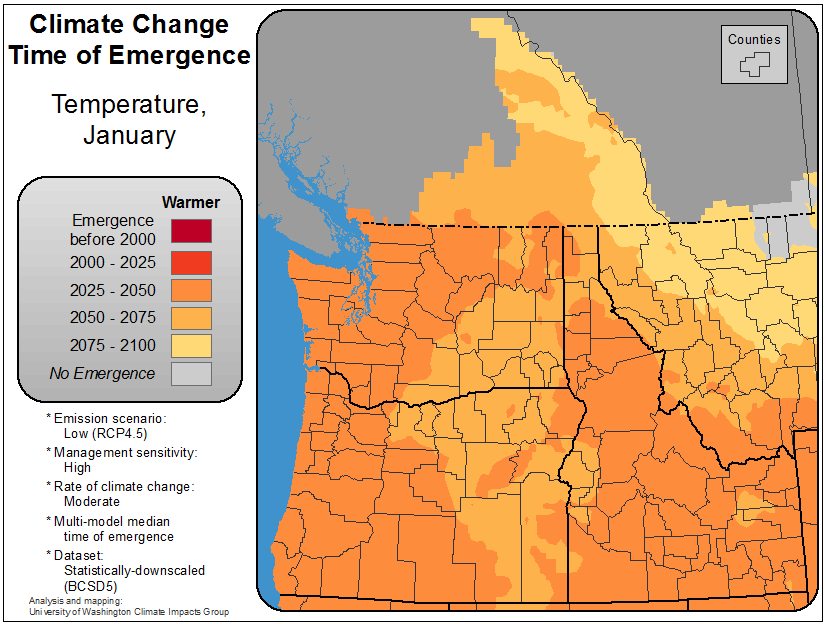 Climate Change
Time of Emergence
Temperature,
January
Counties
Warmer
Emergence
before 2000
2000 - 2025
2025 - 2050
2050 - 2075
2075 - 2100
No Emergence
* Emission scenario:
Low (RCP4.5)
* Management sensitivity:
High
* Rate of climate change:
Moderate
* Multi-model median
time of emergence
* Dataset:
Statistically-downscaled
(BCSD5)
Analysis and mapping:
University of Washington Climate Impacts Group